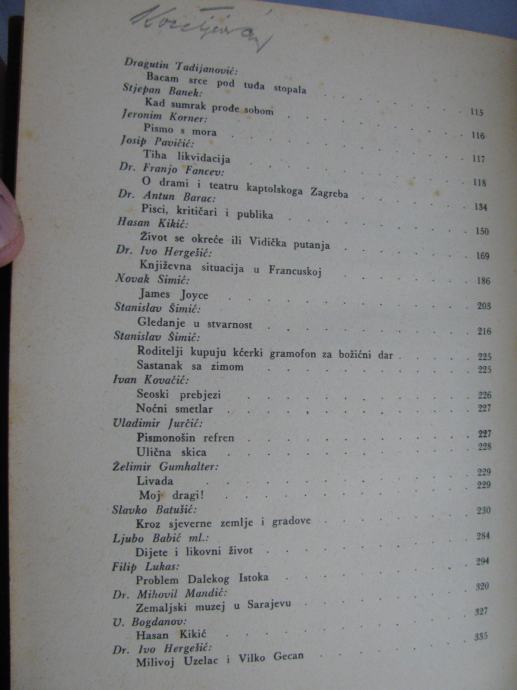 Dragutin Tadijanović:
Bacam srce pod tuđa stopala . . . . . . 115
Stjepan Banek:
Kad sumrak prođe sobom . . . . . . 116
Jeronim Korner:
Pismo s mora . . . . . . 117
Josip Pavičić:
Tiha likvidacija . . . . . . 118
Dr. Franjo Fancev:
O drami i teatru kaptolskoga Zagreba . . . . . . 134
Dr. Antun Barac:
Pisci, kritičari i publika . . . . . . 150
Hasan Kikić:
Život se okreće ili Vidička putanja . . . . . . 169
Dr. Ivo Hergešić:
Književna situacija u Francuskoj . . . . . . 186
Novak Simić:
James Joyce . . . . . . 203
Stanislav Šimić:
Gledanje u stvarnost . . . . . . 216
Stanislav Šimić:
Roditelji kupuju kćerki gramofon za božićni dar . . . . . . 225
Sastanak sa zimom . . . . . . 225
Ivan Kovačić:
Seoski prebjezi . . . . . . 226
Noćni smetlar . . . . . . 227
Vladimir Jurčić:
Pismonošin refren . . . . . . 227
Ulična skica . . . . . . 228
Želimir Gumhalter:
Livada . . . . . . 229
Moj dragi! . . . . . . 229
Slavko Batušić:
Kroz sjeverne zemlje i gradove . . . . . . 230
Ljubo Babić ml.:
Dijete i likovni život . . . . . . 284
Filip Lukas:
Problem Dalekog Istoka . . . . . . 294
Dr. Mihovil Mandić:
Zemaljski muzej u Sarajevu . . . . . . 320
V. Bogdanov:
Hasan Kikić . . . . . . 327
Dr. Ivo Hergešić:
Milivoj Uzelac i Vilko Gecan . . . . . . 335